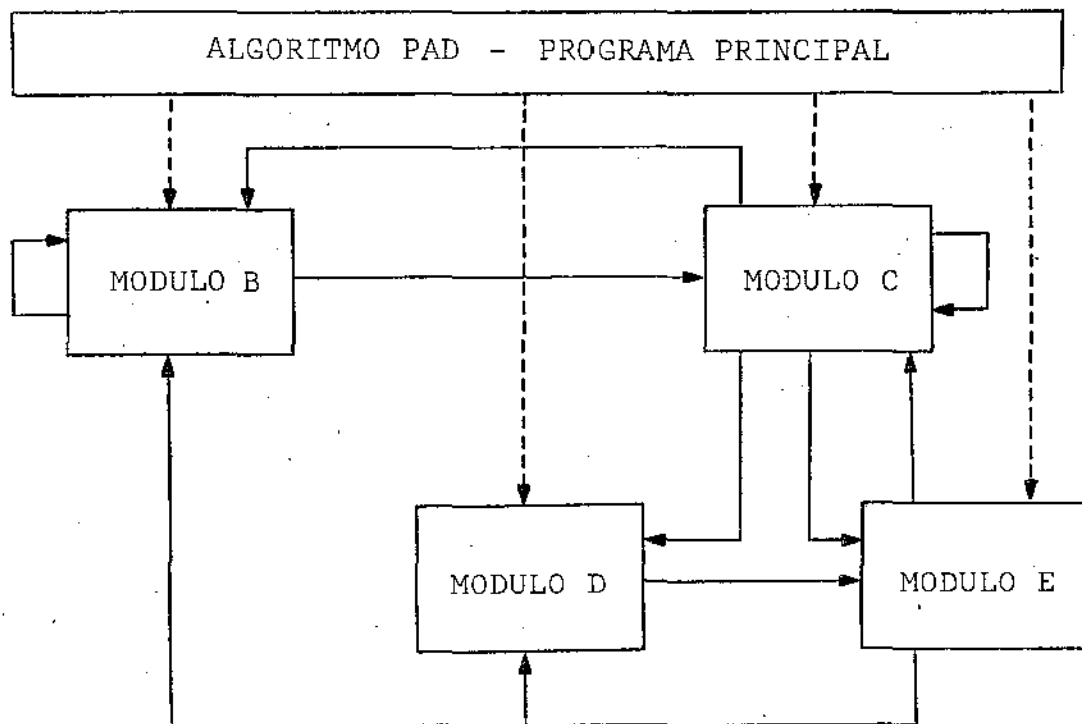 ALGORITMO PAD - PROGRAMA PRINCIPAL
MODULO B
MODULO C
MODULO D
MODULO E